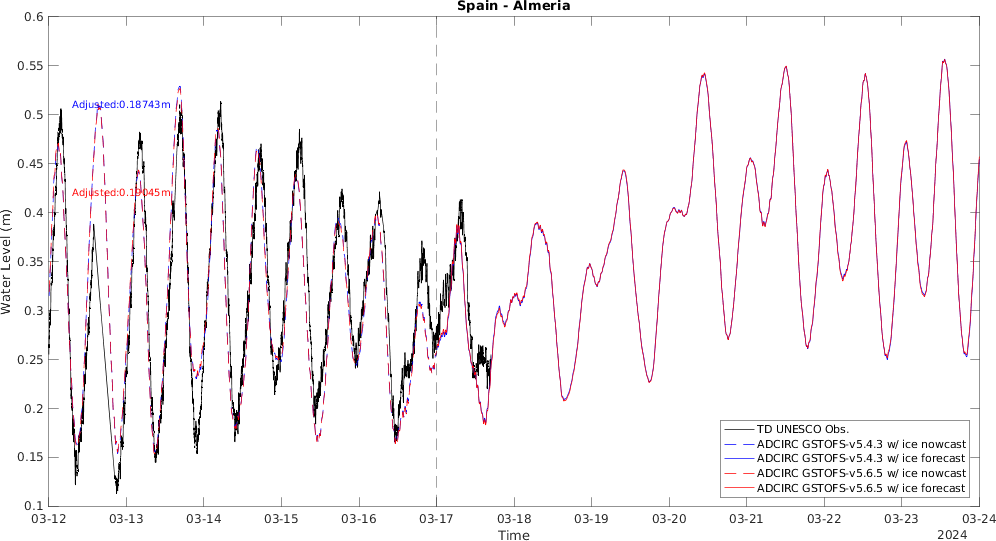 Spain - Almeria
0.6
0.55
0.5
0.45
0.4
0.35
0.3
0.25
0.2
0.15
0.1
Water Level (m)
Adjusted:0.18743m
Adjusted:0.19045m
TD UNESCO Obs.
ADCIRC GSTOFS-v5.4.3 w/ ice nowcast
ADCIRC GSTOFS-v5.4.3 w/ ice forecast
ADCIRC GSTOFS-v5.6.5 w/ ice nowcast
ADCIRC GSTOFS-v5.6.5 w/ ice forecast
03-12 03-13 03-14 03-15 03-16 03-17 03-18 03-19 03-20 03-21 03-22 03-23 03-24
Time
2024